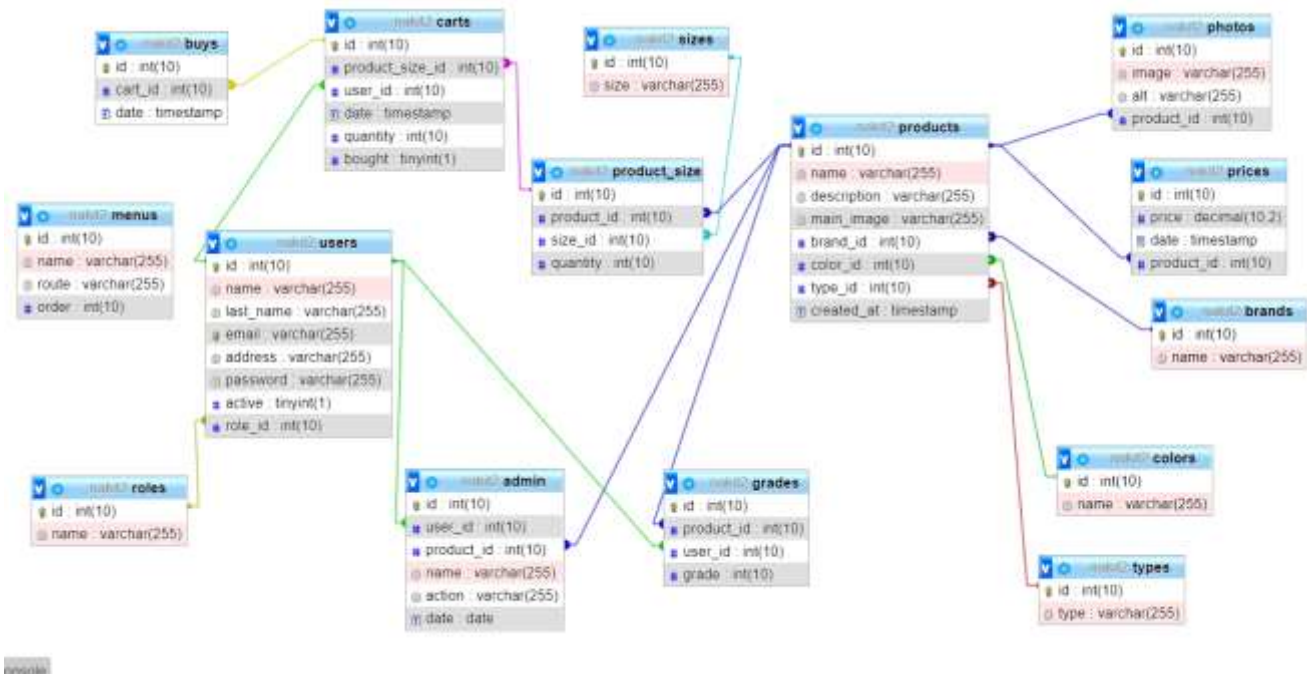 buys
id : int(10)
cart_id : int(10)
date : timestamp
carts
id : int(10)
product_size_id : int(10)
user_id : int(10)
date : timestamp
quantity : int(10)
bought : tinyint(1)
sizes
id : int(10)
size : varchar(255)
photos
id : int(10)
image : varchar(255)
alt : varchar(255)
product_id : int(10)
products
id : int(10)
name : varchar(255)
description : varchar(255)
main_image : varchar(255)
brand_id : int(10)
color_id : int(10)
type_id : int(10)
created_at : timestamp
product_size
id : int(10)
product_id : int(10)
size_id : int(10)
quantity : int(10)
prices
id : int(10)
price : decimal(10,2)
date : timestamp
product_id : int(10)
menus
id : int(10)
name : varchar(255)
route : varchar(255)
order : int(10)
users
id : int(10)
name : varchar(255)
last_name : varchar(255)
email : varchar(255)
address : varchar(255)
password : varchar(255)
active : tinyint(1)
role_id : int(10)
brands
id : int(10)
name : varchar(255)
roles
id : int(10)
name : varchar(255)
admin
id : int(10)
user_id : int(10)
product_id : int(10)
name : varchar(255)
action : varchar(255)
date : date
grades
id : int(10)
product_id : int(10)
user_id : int(10)
grade : int(10)
colors
id : int(10)
name : varchar(255)
types
id : int(10)
type : varchar(255)